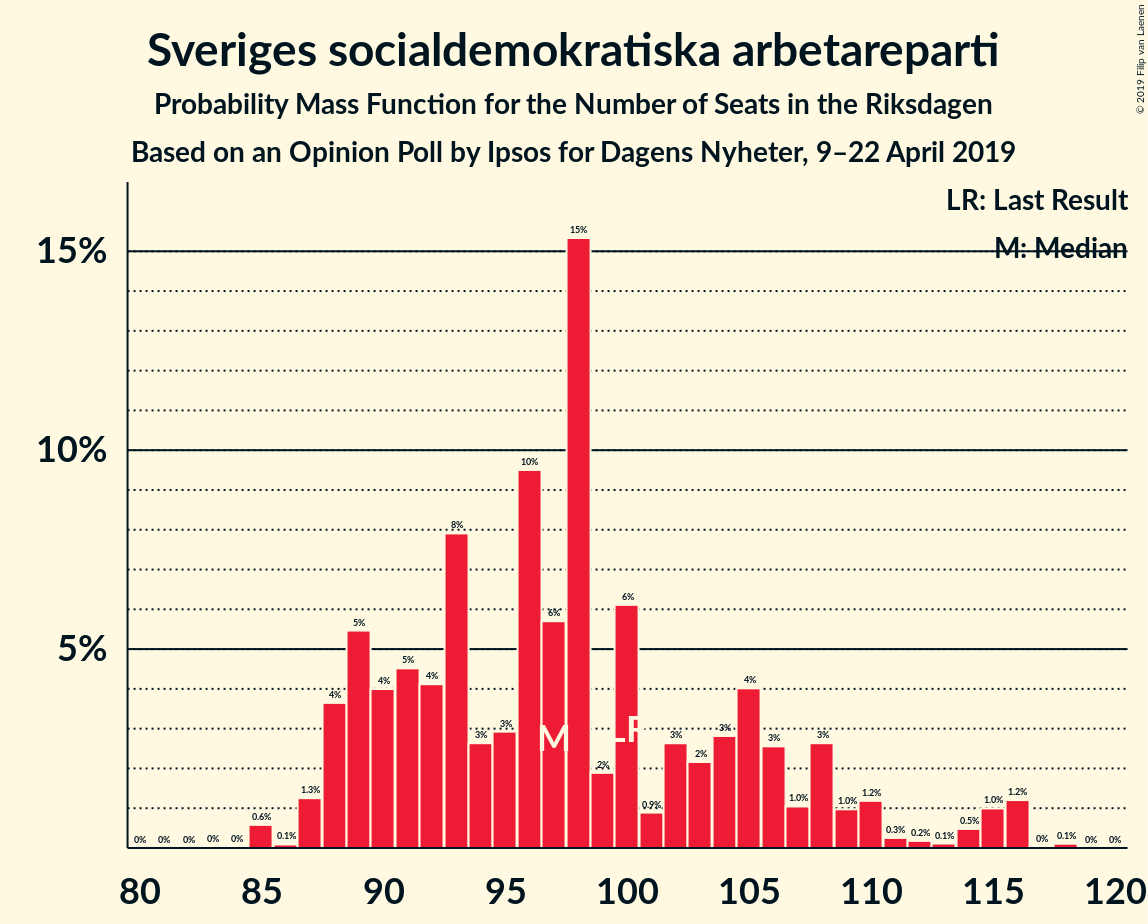 Sveriges socialdemokratiska arbetareparti
Probability Mass Function for the Number of Seats in the Riksdagen
Based on an Opinion Poll by Ipsos for Dagens Nyheter, 9–22 April 2019
© 2019 Filip van Laenen
LR: Last Result
M: Median
15%
10%
5%
0% 0% 0% 0% 0% 0.6% 0.1% 1.3% 4% 5% 4% 5% 4% 8% 3% 3% 10% 6% 15% 2% 6% 0.9% 3% 2% 3% 4% 3% 1.0% 3% 1.0% 1.2% 0.3% 0.2% 0.1% 0.5% 1.0% 1.2% 0% 0.1% 0% 0%
M LR
80 85 90 95 100 105 110 115 120